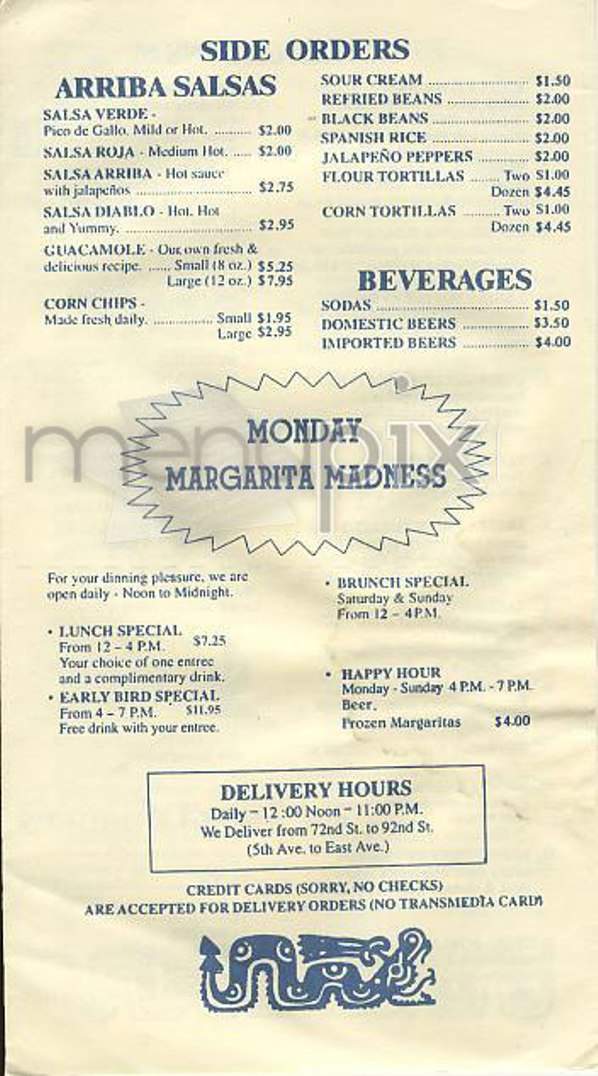 SIDE ORDERS
ARRIBA SALSAS
SALSA VERDE -
Pico de Gallo. Mild or Hot. .......... $2.00
SALSA ROJA - Medium Hot. ..... $2.00
SALSA ARRIBA - Hot sauce
with jalapeños ................................ $2.75
SALSA DIABLO - Hot. Hot
and Yummy. ................................... $2.95
GUACAMOLE - Our own fresh &
delicious recipe. ...... Small (8 oz.) $5.25
Large (12 oz.) $7.95
CORN CHIPS -
Made fresh daily. ................ Small $1.95
Large $2.95
SOUR CREAM ........................... $1.50
REFRIED BEANS ...................... $2.00
BLACK BEANS .......................... $2.00
SPANISH RICE .......................... $2.00
JALAPEÑO PEPPERS .............. $2.00
FLOUR TORTILLAS ........ Two $1.00
Dozen $4.45
CORN TORTILLAS .......... Two $1.00
Dozen $4.45
BEVERAGES
SODAS .......................................... $1.50
DOMESTIC BEERS .................. $3.50
IMPORTED BEERS .................. $4.00
menupix
MONDAY
MARGARITA MADNESS
For your dinning pleasure, we are
open daily - Noon to Midnight.
• LUNCH SPECIAL
From 12 – 4 P.M. $7.25
Your choice of one entree
and a complimentary drink.
• EARLY BIRD SPECIAL
From 4 – 7 P.M. $11.95
Free drink with your entree.
• BRUNCH SPECIAL
Saturday & Sunday
From 12 – 4 P.M.
• HAPPY HOUR
Monday - Sunday 4 P.M. - 7 P.M.
Beer.
Frozen Margaritas $4.00
DELIVERY HOURS
Daily – 12 :00 Noon – 11:00 P.M.
We Deliver from 72nd St. to 92nd St.
(5th Ave. to East Ave.)
CREDIT CARDS (SORRY, NO CHECKS)
ARE ACCEPTED FOR DELIVERY ORDERS (NO TRANSMEDIA CARD)